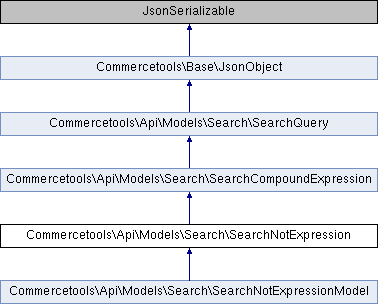 JsonSerializable
Commercetools\Base\JsonObject
Commercetools\Api\Models\Search\SearchQuery
Commercetools\Api\Models\Search\SearchCompoundExpression
Commercetools\Api\Models\Search\SearchNotExpression
Commercetools\Api\Models\Search\SearchNotExpressionModel